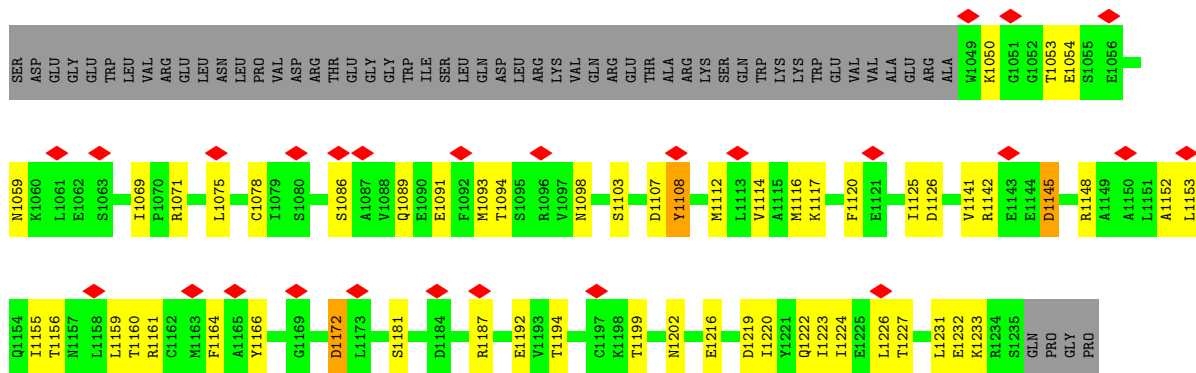 SER ASP GLU GLY GLU TRP LEU VAL ARG GLU LEU ASN LEU PRO VAL ASP ARG THR GLU GLY GLY TRP ILE SER LEU GLN ASP LEU ARG LYS VAL GLN ARG GLU THR ALA ARG LYS SER GLN TRP LYS LYS TRP GLU VAL VAL ALA GLU ARG ALA W1049 K1050 G1051 G1052 T1053 E1054 S1055 E1056
N1059 K1060 L1061 E1062 S1063 I1069 P1070 R1071 L1075 C1078 I1079 S1080 S1086 A1087 V1088 Q1089 E1090 E1091 F1092 M1093 T1094 S1095 R1096 V1097 N1098 S1103 D1107 Y1108 M1112 L1113 V1114 A1115 M1116 K1117 F1120 E1121 I1125 D1126 V1141 R1142 E1143 E1144 D1145 R1148 A1149 A1150 L1151 A1152 L1153
Q1154 I1155 T1156 N1157 L1158 L1159 T1160 R1161 C1162 M1163 F1164 A1165 Y1166 G1169 D1172 L1173 S1181 D1184 R1187 E1192 V1193 T1194 C1197 K1198 T1199 N1202 E1216 D1219 I1220 Y1221 Q1222 I1223 I1224 E1225 L1226 T1227 L1231 E1232 K1233 R1234 S1235 GLN PRO GLY PRO